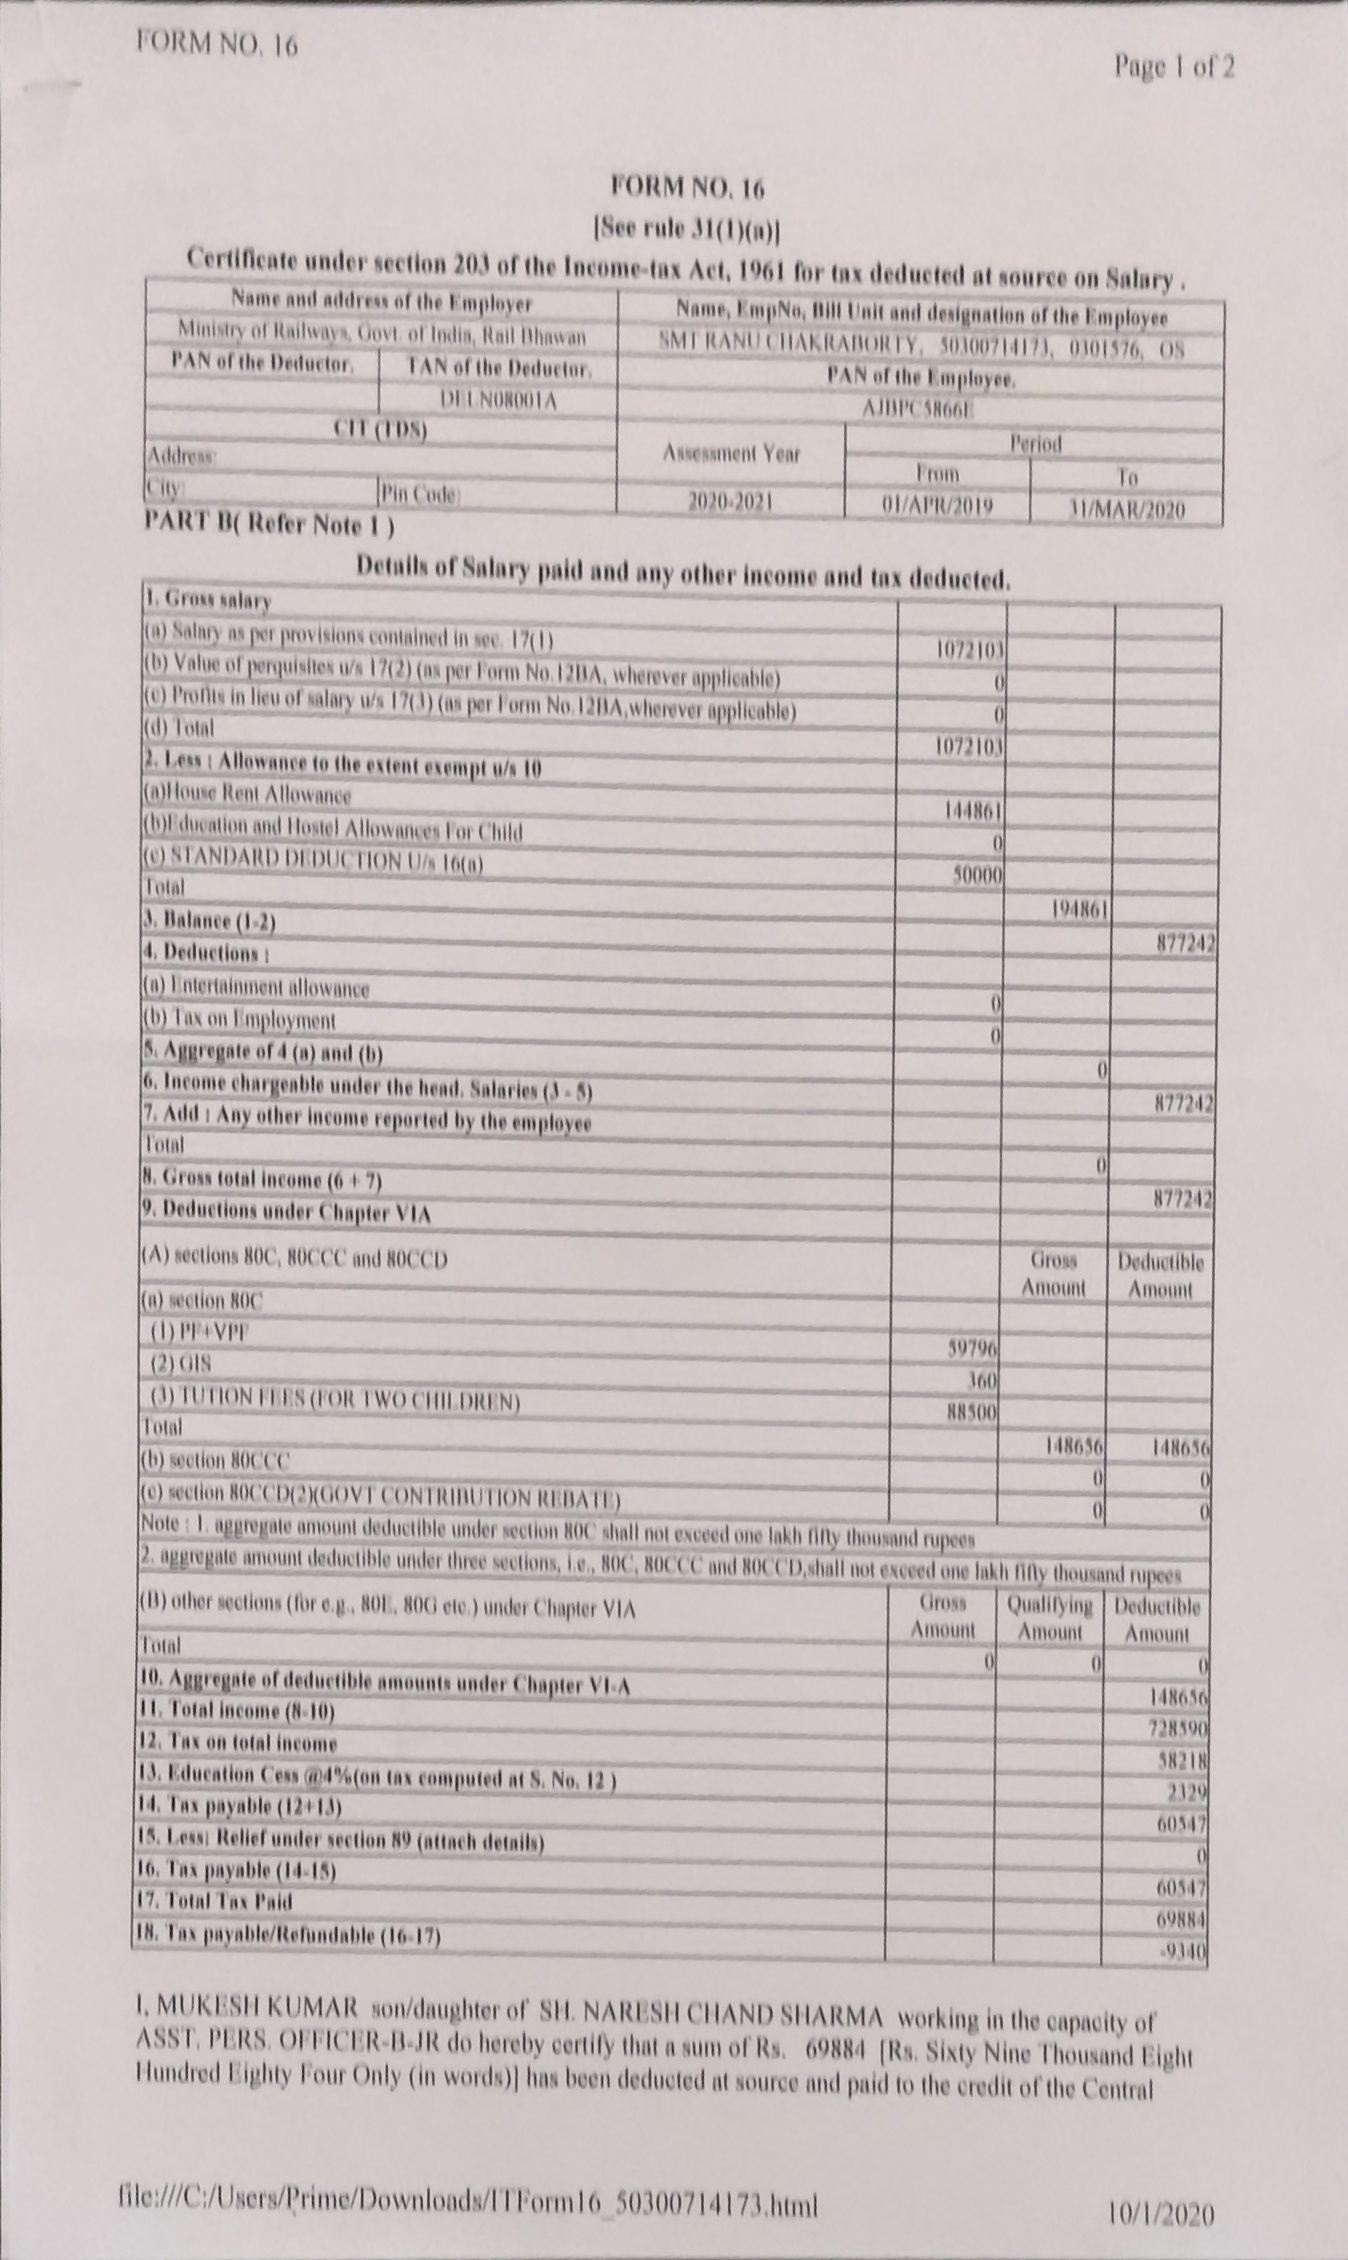 FORM NO. 16
Page 1 of 2
FORM NO. 16
[See rule 31(1)(a)]
Certificate under section 203 of the Income-tax Act, 1961 for tax deducted at source on Salary .
Name and address of the Employer
Name, EmpNo, Bill Unit and designation of the Employee
Ministry of Railways, Govt. of India, Rail Bhawan
SMT RANU CHAKRABORTY, 50300714173, 0301576, OS
PAN of the Deductor.
TAN of the Deductor.
PAN of the Employee.
DELN08001A
AJBPC5866E
CIT (TDS)
Assessment Year
Period
Address:
From
To
City:
Pin Code:
2020-2021
01/APR/2019
31/MAR/2020
PART B( Refer Note 1 )
Details of Salary paid and any other income and tax deducted.
1. Gross salary
(a) Salary as per provisions contained in sec. 17(1) 1072103
(b) Value of perquisites u/s 17(2) (as per Form No.12BA, wherever applicable) 0
(c) Profits in lieu of salary u/s 17(3) (as per Form No.12BA,wherever applicable) 0
(d) Total 1072103
2. Less : Allowance to the extent exempt u/s 10
(a)House Rent Allowance 144861
(b)Education and Hostel Allowances For Child 0
(c) STANDARD DEDUCTION U/s 16(a) 50000
Total 194861
3. Balance (1-2) 877242
4. Deductions :
(a) Entertainment allowance 0
(b) Tax on Employment 0
5. Aggregate of 4 (a) and (b) 0
6. Income chargeable under the head. Salaries (3 - 5) 877242
7. Add : Any other income reported by the employee
Total 0
8. Gross total income (6 + 7) 877242
9. Deductions under Chapter VIA
(A) sections 80C, 80CCC and 80CCD
Gross Amount
Deductible Amount
(a) section 80C
(1) PF+VPF 59796
(2) GIS 360
(3) TUTION FEES (FOR TWO CHILDREN) 88500
Total 148656 148656
(b) section 80CCC 0 0
(c) section 80CCD(2)(GOVT CONTRIBUTION REBATE) 0 0
Note : 1. aggregate amount deductible under section 80C shall not exceed one lakh fifty thousand rupees
2. aggregate amount deductible under three sections, i.e., 80C, 80CCC and 80CCD,shall not exceed one lakh fifty thousand rupees
(B) other sections (for e.g., 80E, 80G etc.) under Chapter VIA
Gross Amount
Qualifying Amount
Deductible Amount
Total 0 0 0
10. Aggregate of deductible amounts under Chapter VI-A 148656
11. Total income (8-10) 728590
12. Tax on total income 58218
13. Education Cess @4%(on tax computed at S. No. 12 ) 2329
14. Tax payable (12+13) 60547
15. Less: Relief under section 89 (attach details) 0
16. Tax payable (14-15) 60547
17. Total Tax Paid 69884
18. Tax payable/Refundable (16-17) -9340
I, MUKESH KUMAR son/daughter of SH. NARESH CHAND SHARMA working in the capacity of
ASST. PERS. OFFICER-B-JR do hereby certify that a sum of Rs. 69884 [Rs. Sixty Nine Thousand Eight
Hundred Eighty Four Only (in words)] has been deducted at source and paid to the credit of the Central
file:///C:/Users/Prime/Downloads/ITForm16_50300714173.html
10/1/2020